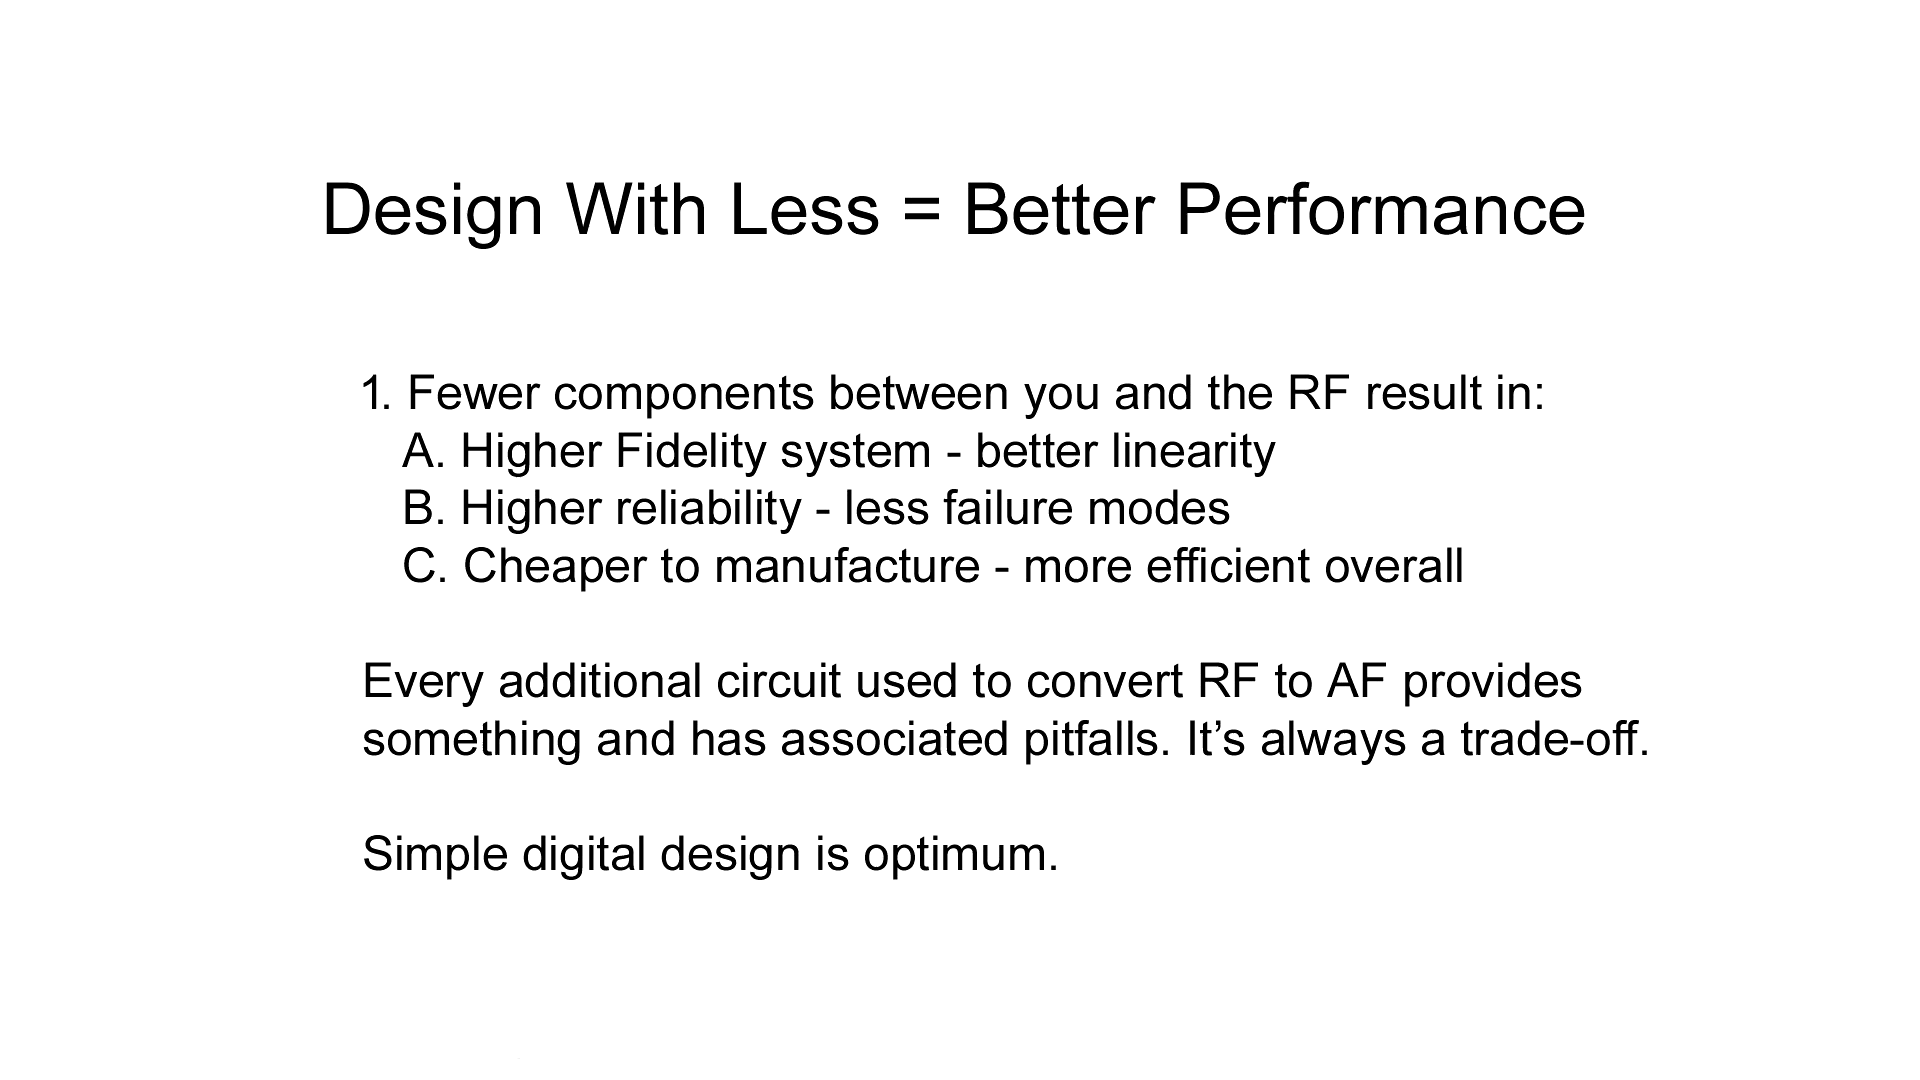 Design With Less = Better Performance
1. Fewer components between you and the RF result in:
A. Higher Fidelity system - better linearity
B. Higher reliability - less failure modes
C. Cheaper to manufacture - more efficient overall
Every additional circuit used to convert RF to AF provides
something and has associated pitfalls. It’s always a trade-off.
Simple digital design is optimum.